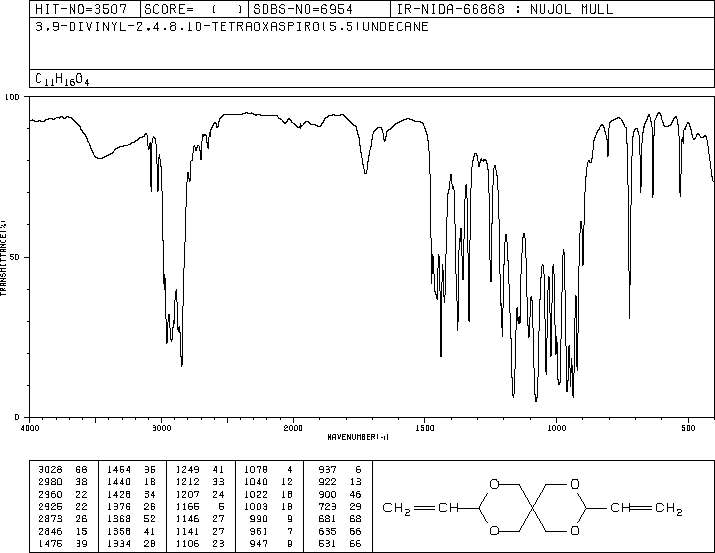 HIT-NO=3507 SCORE= ( ) SDBS-NO=6954 IR-NIDA-66868 : NUJOL MULL
3,9-DIVINYL-2,4,8,10-TETRAOXASPIRO(5.5)UNDECANE
C11H16O4
100
50
0
TRANSMITTANCE(%)
4000 3000 2000 1500 1000 500
WAVENUMBER(-1)
3028 66 1464 36 1249 41 1078 4 937 6
2980 38 1440 18 1212 33 1040 12 922 13
2960 22 1428 34 1207 24 1022 18 900 46
2925 22 1376 26 1165 5 1003 18 723 29
2873 26 1368 52 1146 27 990 9 681 68
2846 15 1358 41 1141 27 961 7 635 66
1475 39 1334 28 1106 23 947 9 531 66
O O
CH2 CH CH CH2
O O